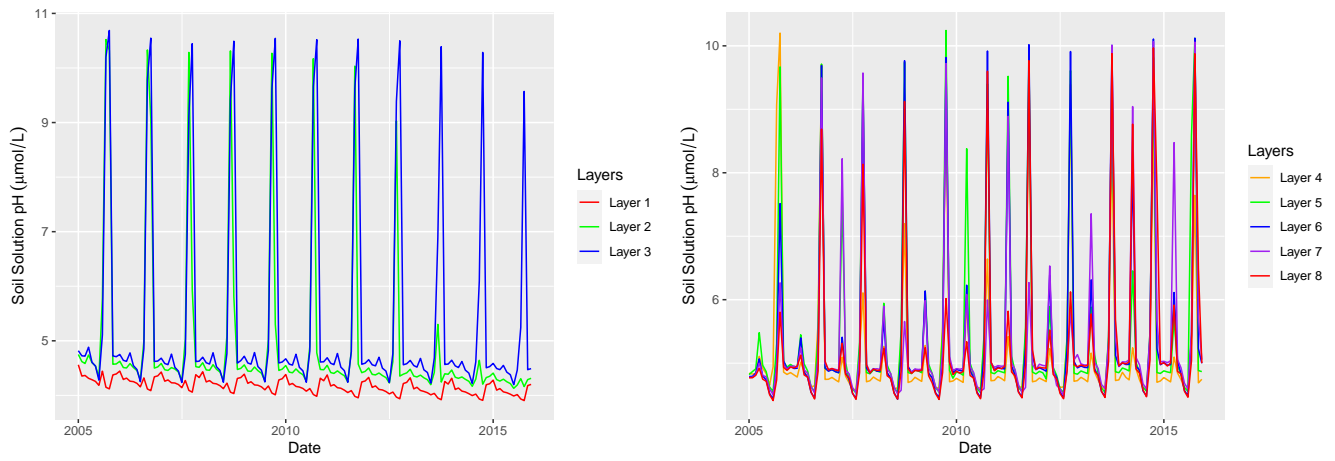 Soil Solution pH (μmol/L)
11
9
7
5
2005
2010
2015
Date
Layers
Layer 1
Layer 2
Layer 3
Soil Solution pH (μmol/L)
10
8
6
2005
2010
2015
Date
Layers
Layer 4
Layer 5
Layer 6
Layer 7
Layer 8